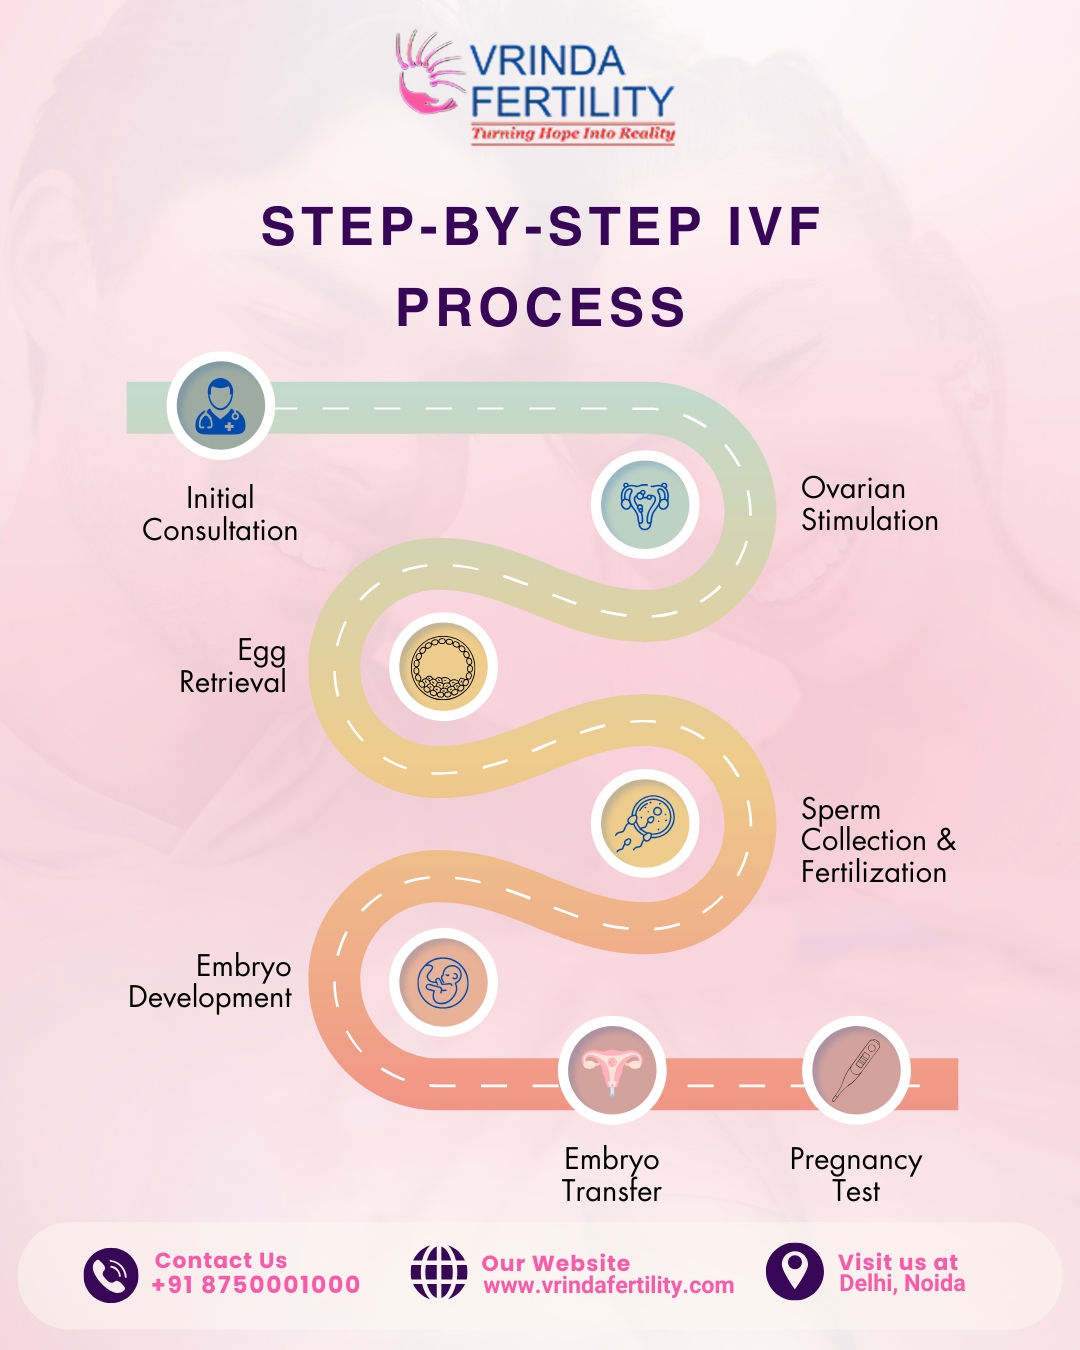 VRINDA
FERTILITY
Turning Hope Into Reality
STEP-BY-STEP IVF
PROCESS
Initial
Consultation
Ovarian
Stimulation
Egg
Retrieval
Sperm
Collection &
Fertilization
Embryo
Development
Embryo
Transfer
Pregnancy
Test
Contact Us
+91 8750001000
Our Website
www.vrindafertility.com
Visit us at
Delhi, Noida